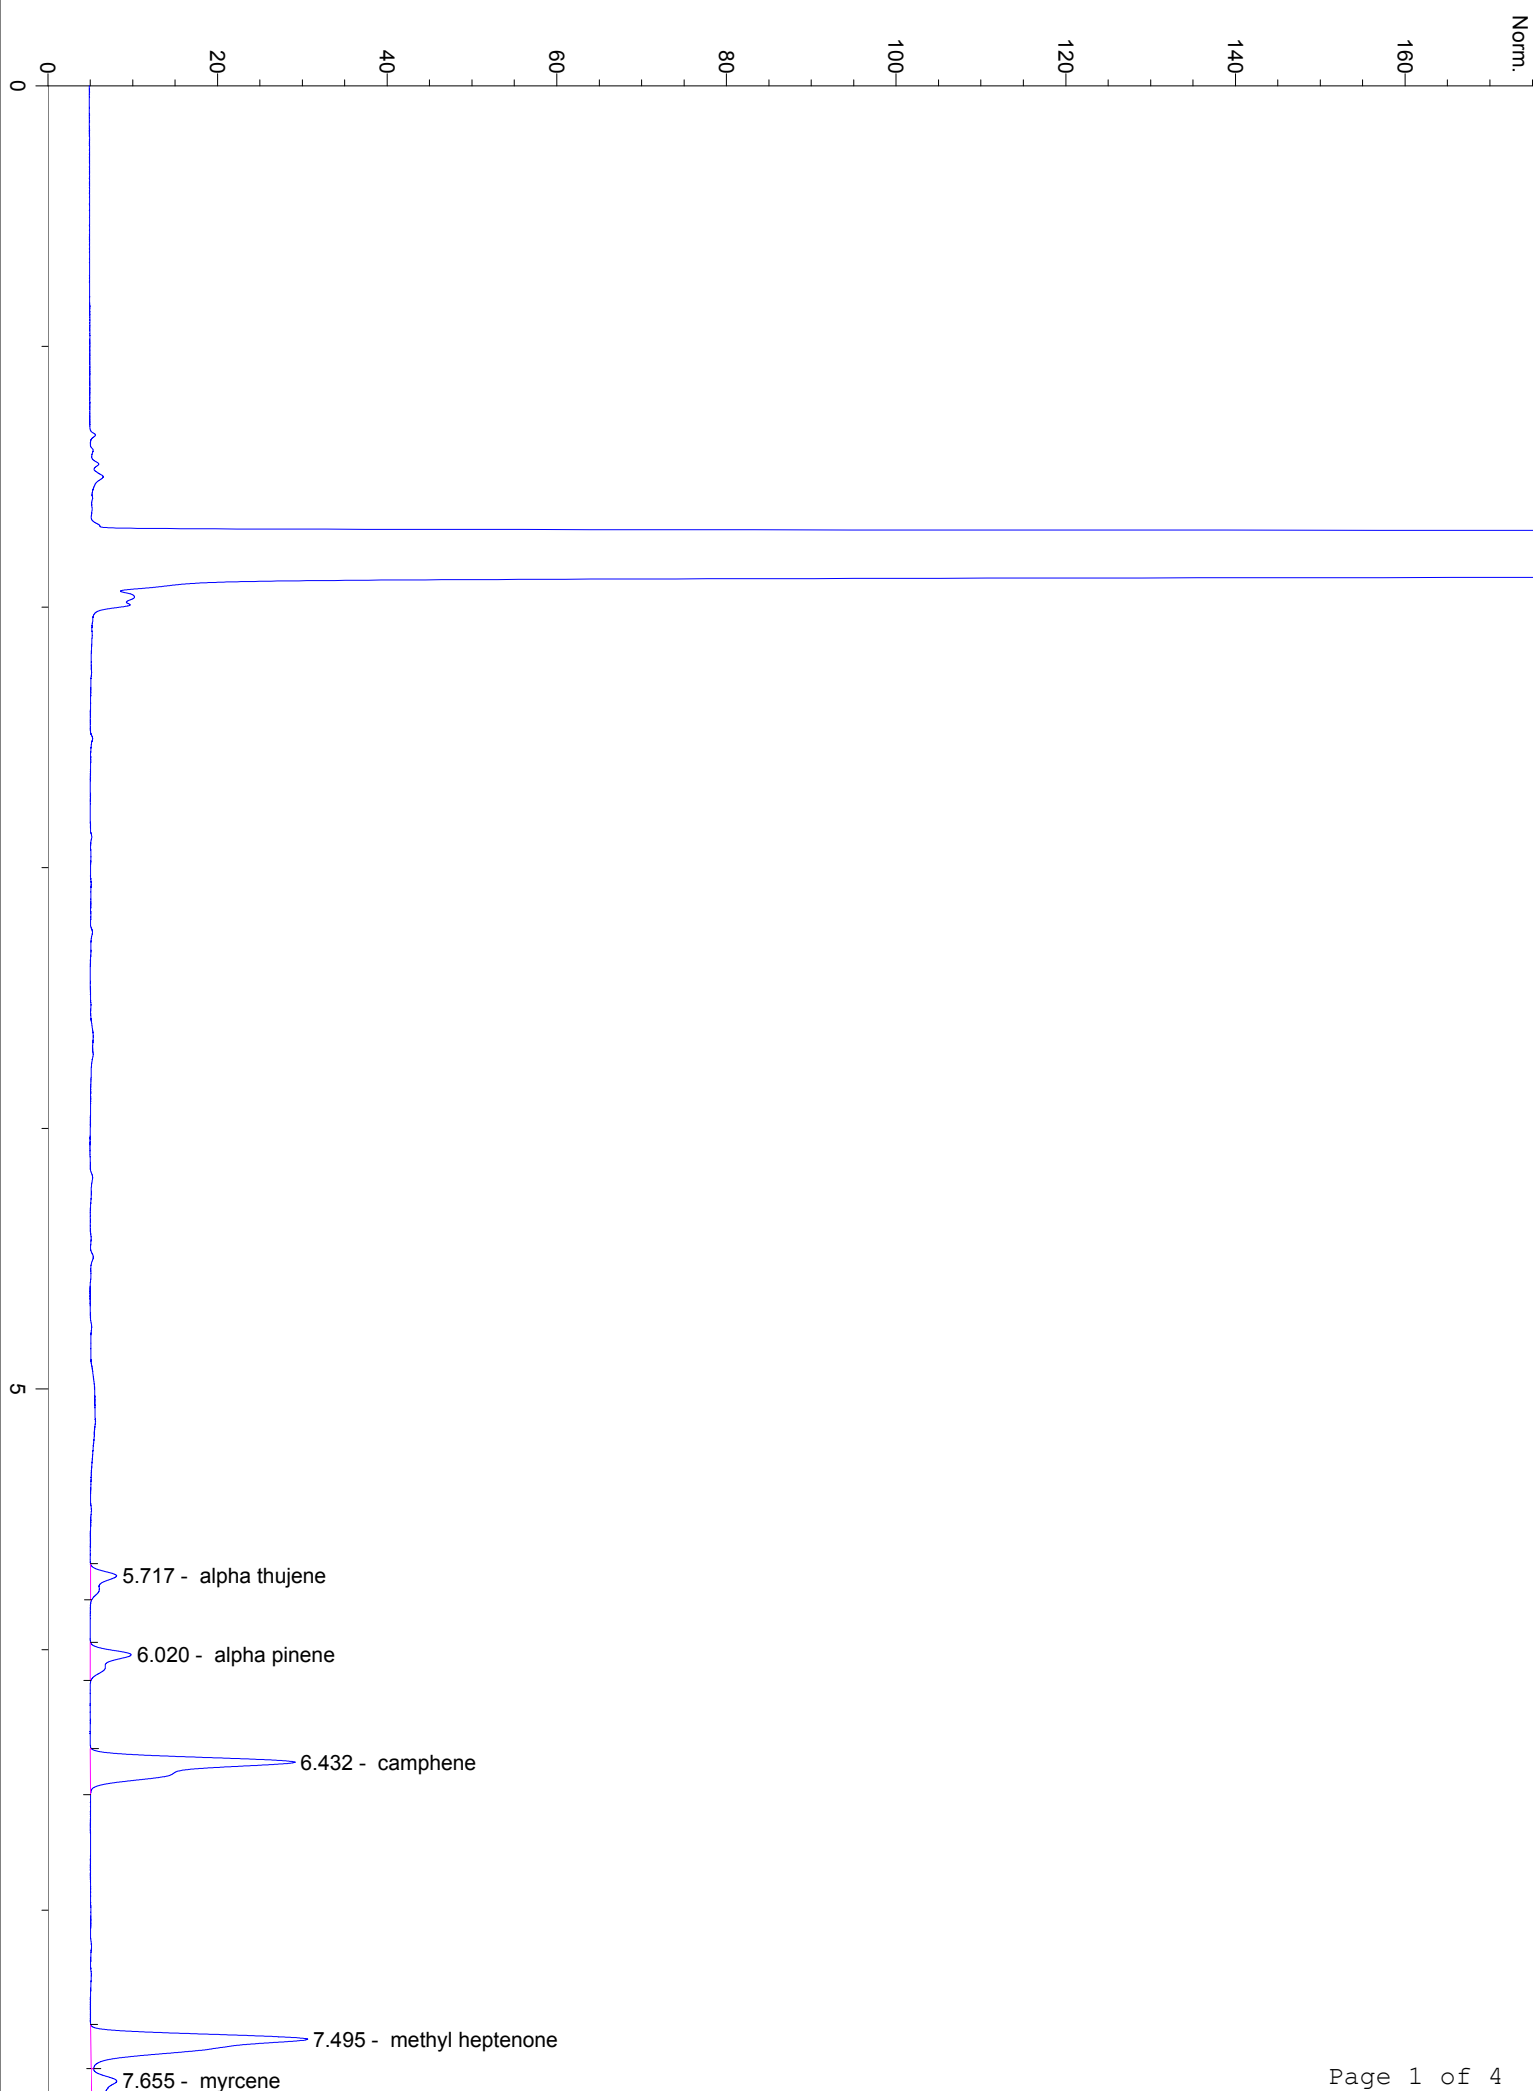 Norm.
0
20
40
60
80
100
120
140
160
0
5
5.717 - alpha thujene
6.020 - alpha pinene
6.432 - camphene
7.495 - methyl heptenone
7.655 - myrcene
Page 1 of 4